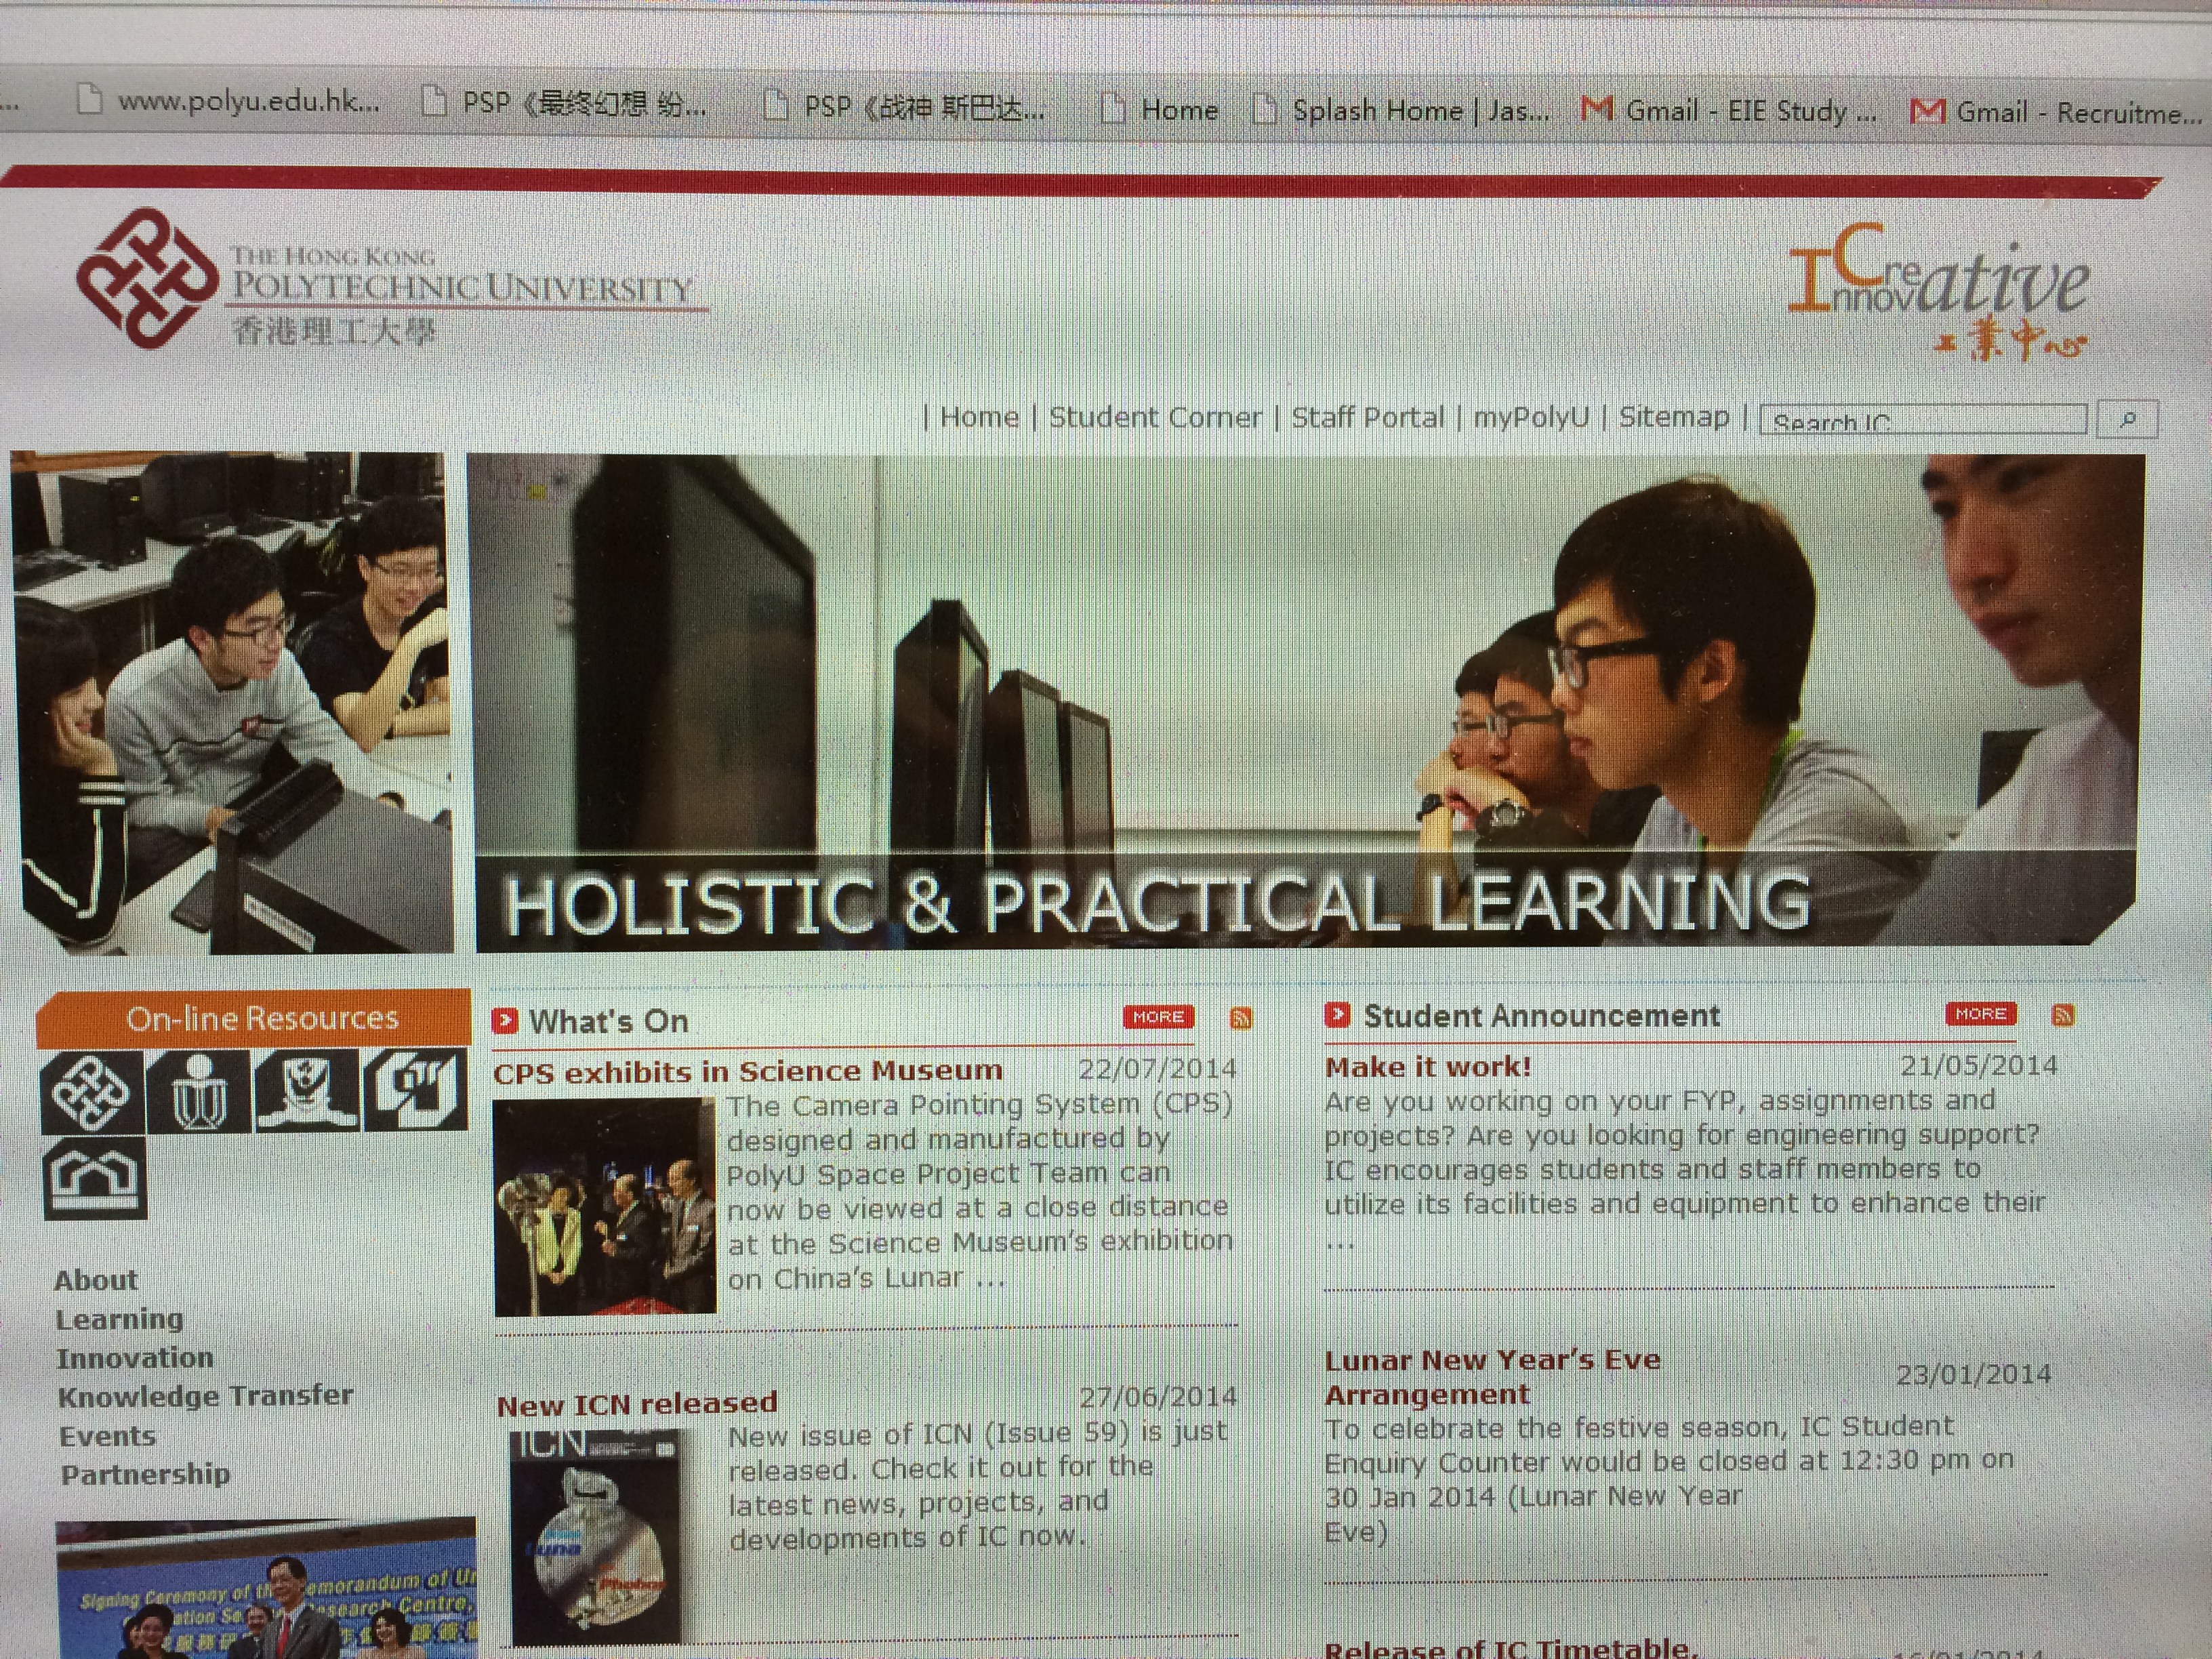 www.polyu.edu.hk...
PSP《最终幻想 纷...
PSP《战神 斯巴达...
Home
Splash Home | Jas...
Gmail - EIE Study ...
Gmail - Recruitme...
THE HONG KONG
POLYTECHNIC UNIVERSITY
香港理工大學
Creative
Innovative
工業中心
| Home | Student Corner | Staff Portal | myPolyU | Sitemap |
Search IC
HOLISTIC & PRACTICAL LEARNING
On-line Resources
About
Learning
Innovation
Knowledge Transfer
Events
Partnership
Signing Ceremony of
emorandum of
esearch Centre,
What's On
MORE
CPS exhibits in Science Museum 22/07/2014
The Camera Pointing System (CPS)
designed and manufactured by
PolyU Space Project Team can
now be viewed at a close distance
at the Science Museum's exhibition
on China's Lunar ...
New ICN released 27/06/2014
ICN
Luna
Phobos
New issue of ICN (Issue 59) is just
released. Check it out for the
latest news, projects, and
developments of IC now.
Student Announcement
MORE
Make it work! 21/05/2014
Are you working on your FYP, assignments and
projects? Are you looking for engineering support?
IC encourages students and staff members to
utilize its facilities and equipment to enhance their
...
Lunar New Year's Eve
Arrangement
23/01/2014
To celebrate the festive season, IC Student
Enquiry Counter would be closed at 12:30 pm on
30 Jan 2014 (Lunar New Year
Eve)
Release of IC Timetable,